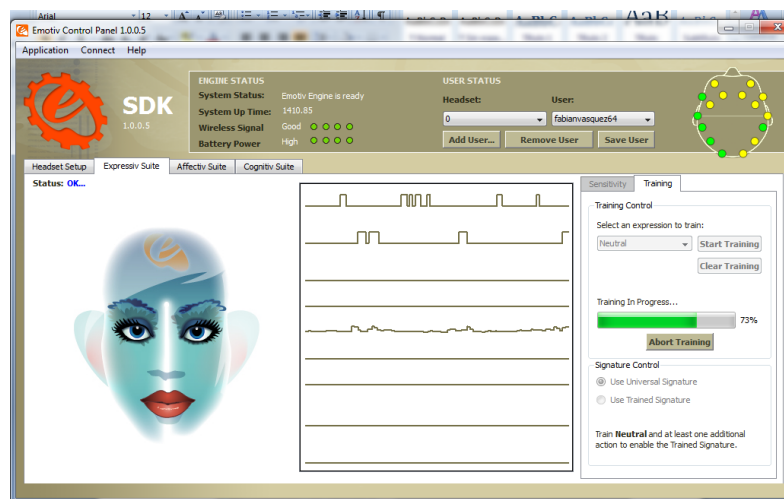 Arial
12
AaB
Emotiv Control Panel 1.0.0.5
Application Connect Help
SDK
1.0.0.5
ENGINE STATUS
System Status: Emotiv Engine is ready
System Up Time: 1410.85
Wireless Signal Good
Battery Power High
USER STATUS
Headset: User:
0 fabianvasquez64
Add User... Remove User Save User
Headset Setup Expressiv Suite Affectiv Suite Cognitiv Suite
Status: OK...
Sensitivity Training
Training Control
Select an expression to train:
Neutral Start Training
Clear Training
Training In Progress...
73%
Abort Training
Signature Control
Use Universal Signature
Use Trained Signature
Train Neutral and at least one additional
action to enable the Trained Signature.